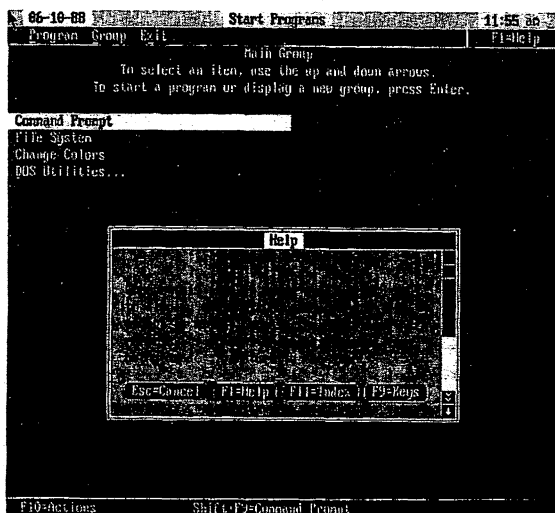 06-10-88 Start Programs 11:55 am
Program Group Exit F1=Help
Main Group
To select an item, use the up and down arrows.
To start a program or display a new group, press Enter.
Command Prompt
File System
Change Colors
DOS Utilities...
Help
Esc=Cancel F1=Help F11=Index F9=Keys
F10=Actions Shift+F9=Command Prompt